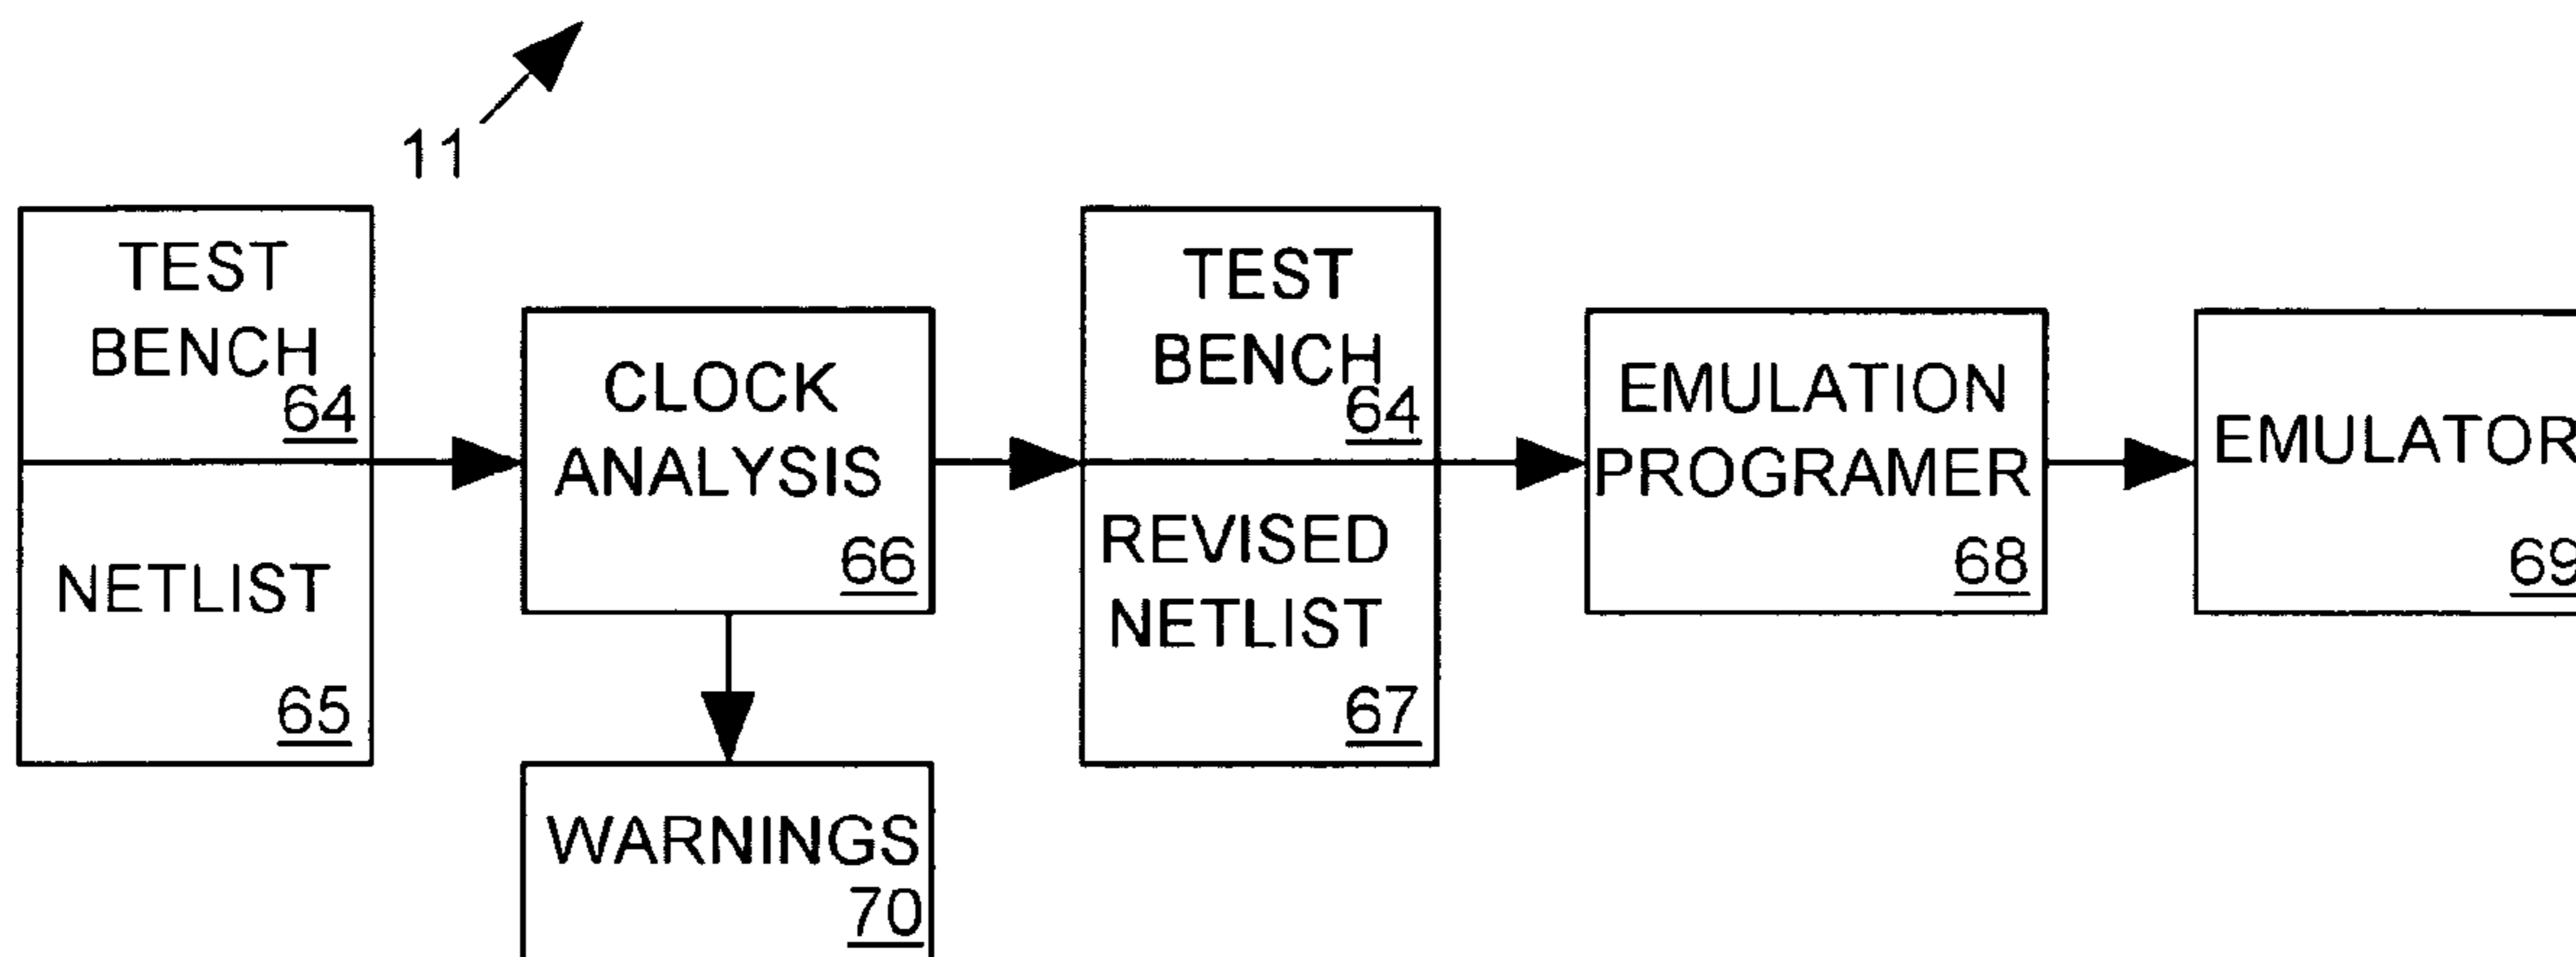 11
TEST
BENCH
64
NETLIST
65
CLOCK
ANALYSIS
66
WARNINGS
70
TEST
BENCH
64
REVISED
NETLIST
67
EMULATION
PROGRAMER
68
EMULATOR
69